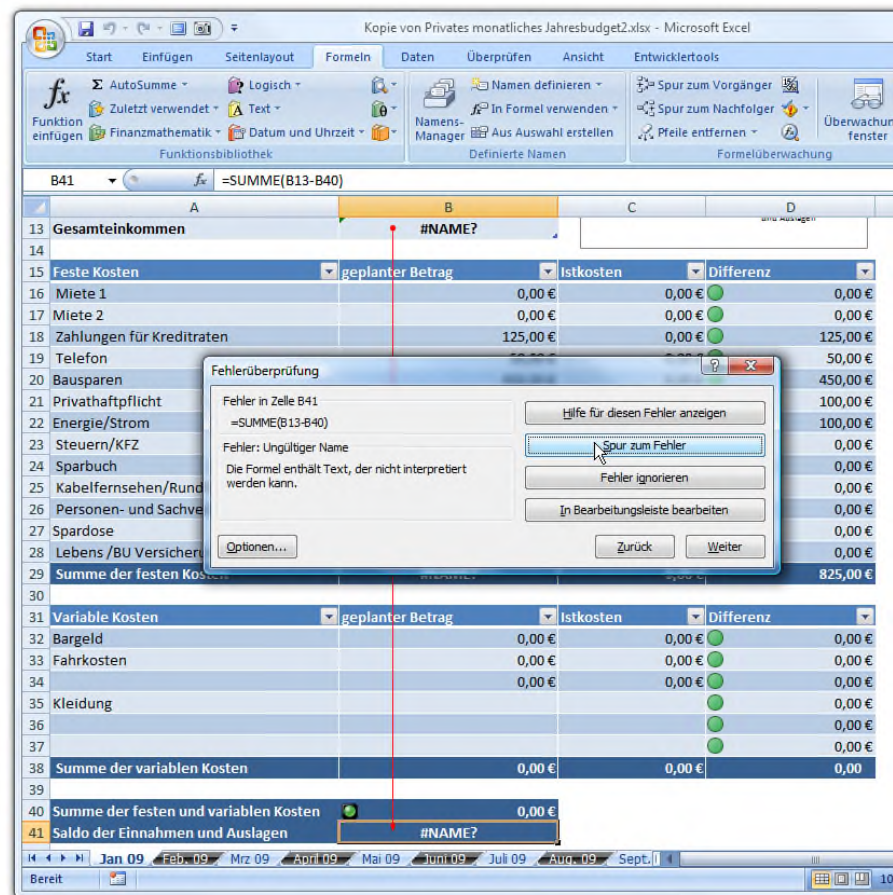 Kopie von Privates monatliches Jahresbudget2.xlsx - Microsoft Excel
Start Einfügen Seitenlayout Formeln Daten Überprüfen Ansicht Entwicklertools
fx Funktion einfügen
Σ AutoSumme
Logisch
Zuletzt verwendet
Text
Finanzmathematik
Datum und Uhrzeit
Funktionsbibliothek
Namens-Manager
Namen definieren
In Formel verwenden
Aus Auswahl erstellen
Definierte Namen
Spur zum Vorgänger
Spur zum Nachfolger
Pfeile entfernen
Formelüberwachung
fenster
B41 fx =SUMME(B13-B40)
A B C D
13 Gesamteinkommen #NAME?
und Auslagen
14
15 Feste Kosten geplanter Betrag Istkosten Differenz
16 Miete 1 0,00 € 0,00 € 0,00 €
17 Miete 2 0,00 € 0,00 € 0,00 €
18 Zahlungen für Kreditraten 125,00 € 0,00 € 125,00 €
19 Telefon 50,00 €
20 Bausparen 450,00 €
21 Privathaftpflicht 100,00 €
22 Energie/Strom 100,00 €
23 Steuern/KFZ 0,00 €
24 Sparbuch 0,00 €
25 Kabelfernsehen/Rund 0,00 €
26 Personen- und Sachve 0,00 €
27 Spardose 0,00 €
28 Lebens /BU Versicheru 0,00 €
29 Summe der festen Kosten #NAME? 0,00 € 825,00 €
Fehlerüberprüfung
Fehler in Zelle B41
=SUMME(B13-B40)
Fehler: Ungültiger Name
Die Formel enthält Text, der nicht interpretiert
werden kann.
Hilfe für diesen Fehler anzeigen
Spur zum Fehler
Fehler ignorieren
In Bearbeitungsleiste bearbeiten
Optionen... Zurück Weiter
30
31 Variable Kosten geplanter Betrag Istkosten Differenz
32 Bargeld 0,00 € 0,00 € 0,00 €
33 Fahrkosten 0,00 € 0,00 € 0,00 €
34 0,00 € 0,00 € 0,00 €
35 Kleidung 0,00 €
36 0,00 €
37 0,00 €
38 Summe der variablen Kosten 0,00 € 0,00 € 0,00
39
40 Summe der festen und variablen Kosten 0,00 €
41 Saldo der Einnahmen und Auslagen #NAME?
Jan 09 Feb. 09 Mrz 09 April 09 Mai 09 Juni 09 Juli 09 Aug. 09 Sept.
Bereit 10